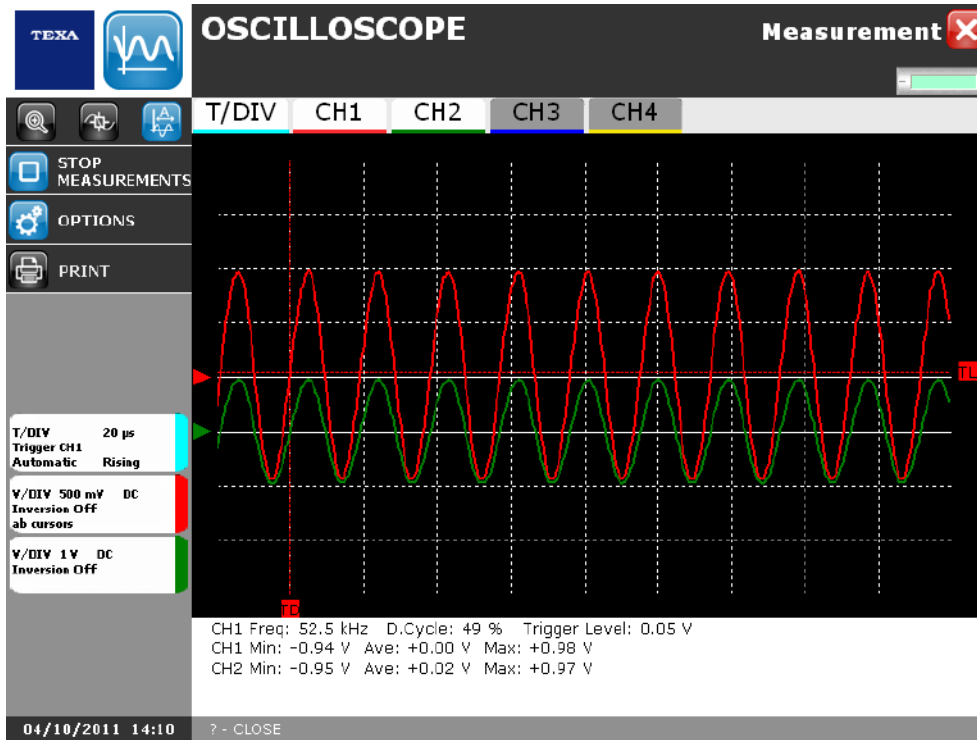 TEXA
OSCILLOSCOPE
Measurement
T/DIV CH1 CH2 CH3 CH4
STOP
MEASUREMENTS
OPTIONS
PRINT
TL
T/DIV 20 µs
Trigger CH1
Automatic Rising
V/DIV 500 mV DC
Inversion Off
ab cursors
V/DIV 1 V DC
Inversion Off
TD
CH1 Freq: 52.5 kHz D.Cycle: 49 % Trigger Level: 0.05 V
CH1 Min: -0.94 V Ave: +0.00 V Max: +0.98 V
CH2 Min: -0.95 V Ave: +0.02 V Max: +0.97 V
04/10/2011 14:10
? - CLOSE